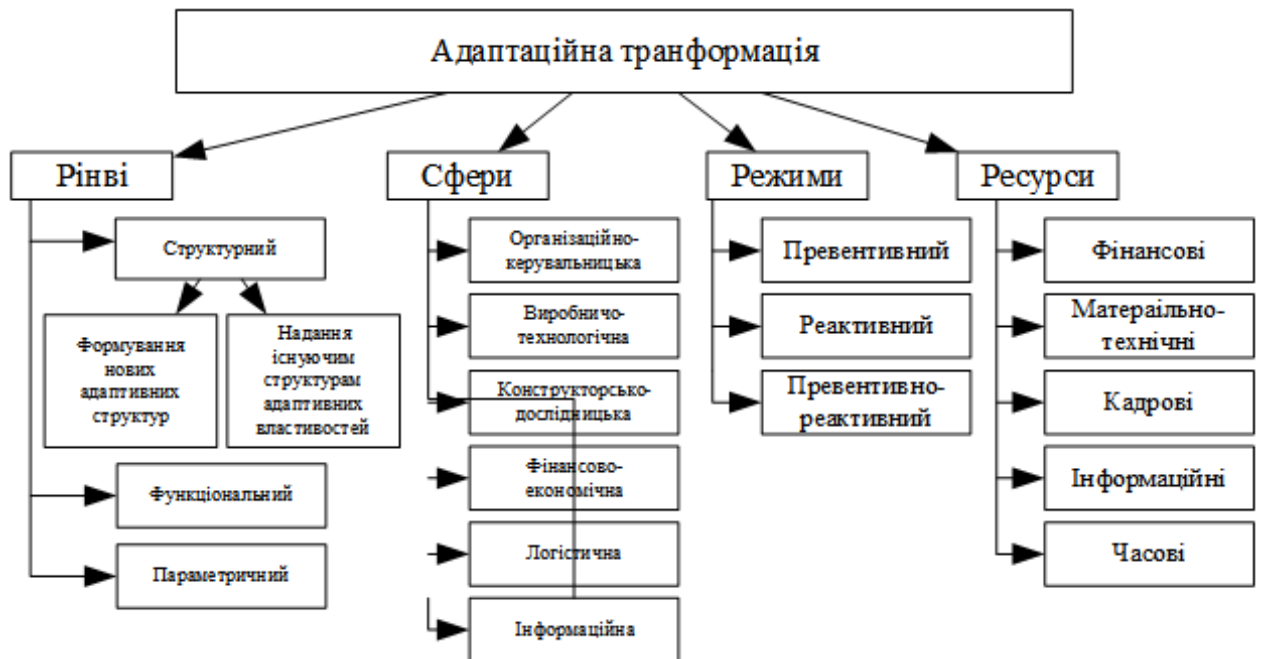 Адаптаційна транформація
Рінві
Структурний
Формування
нових
адаптивних
структур
Надання
існуючим
структурам
адаптивних
властивостей
Функціональний
Параметричний
Сфери
Організаційно-
керувальницька
Виробничо-
технологічна
Конструкторсько-
дослідницька
Фінансово-
економічна
Логістична
Інформаційна
Режими
Превентивний
Реактивний
Превентивно-
реактивний
Ресурси
Фінансові
Матераільно-
технічні
Кадрові
Інформаційні
Часові